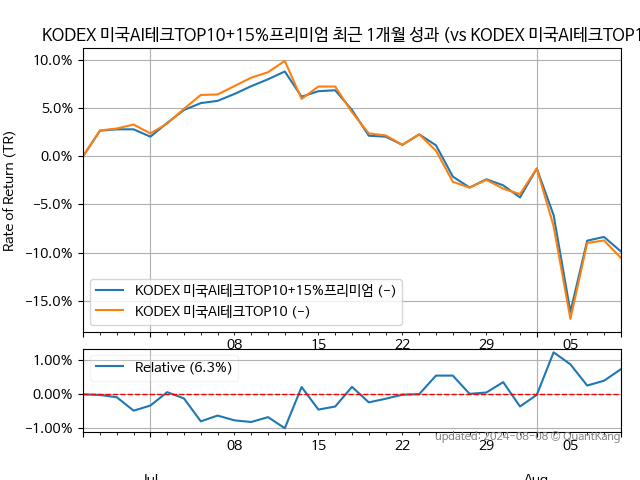 KODEX 미국AI테크TOP10+15%프리미엄 최근 1개월 성과 (vs KODEX 미국AI테크TOP1
Rate of Return (TR)
10.0%
5.0%
0.0%
−5.0%
−10.0%
−15.0%
KODEX 미국AI테크TOP10+15%프리미엄 (-)
KODEX 미국AI테크TOP10 (-)
08 15 22 29 05
1.00%
0.00%
−1.00%
Relative (6.3%)
08 15 22 29 05
updated: 2024-08-08 © QuantKang
Jul Aug